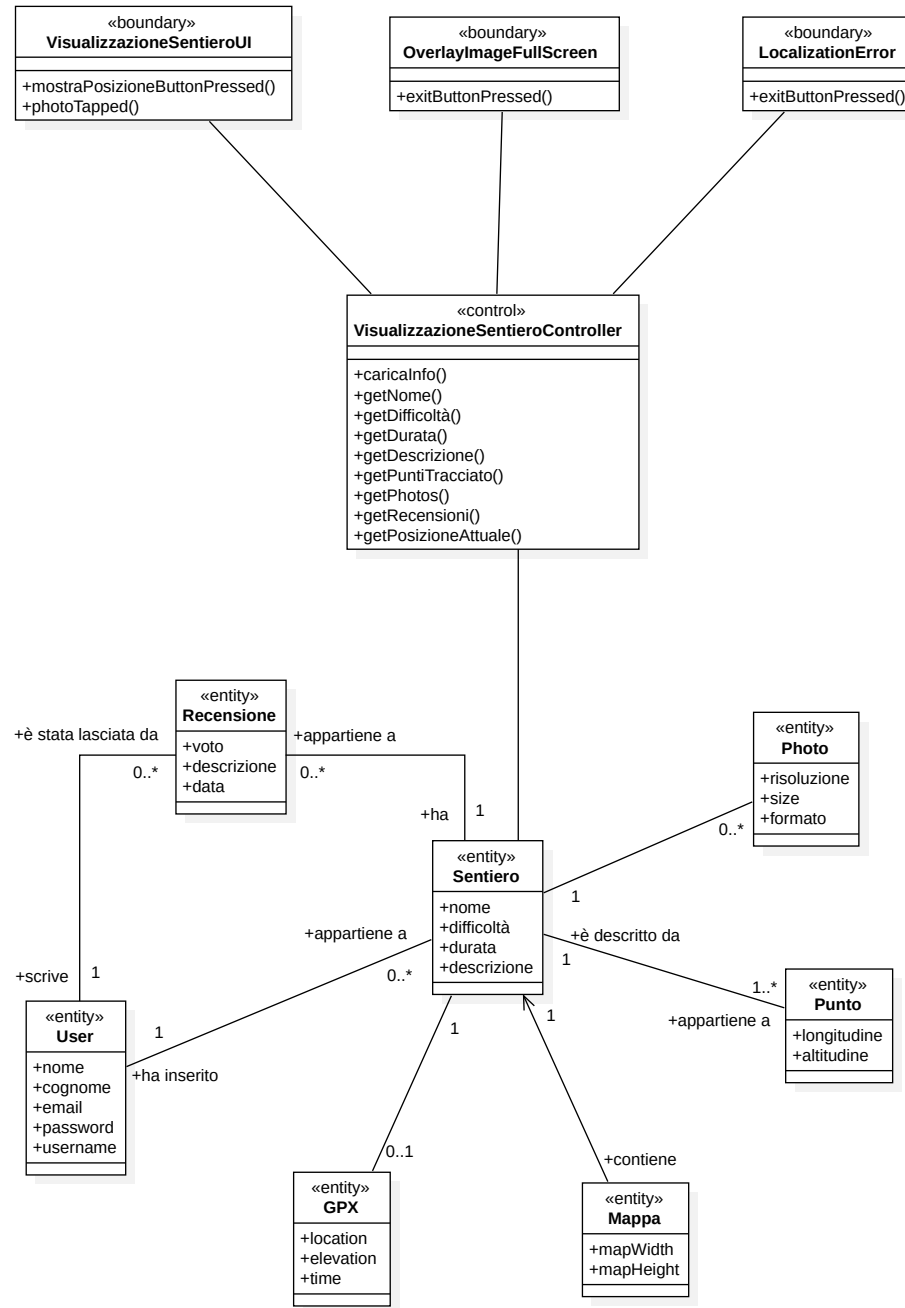 «boundary»
VisualizzazioneSentieroUI
+mostraPosizioneButtonPressed()
+photoTapped()
«boundary»
OverlayImageFullScreen
+exitButtonPressed()
«boundary»
LocalizationError
+exitButtonPressed()
«control»
VisualizzazioneSentieroController
+caricaInfo()
+getNome()
+getDifficoltà()
+getDurata()
+getDescrizione()
+getPuntiTracciato()
+getPhotos()
+getRecensioni()
+getPosizioneAttuale()
«entity»
Recensione
+voto
+descrizione
+data
+è stata lasciata da
0..*
+appartiene a
0..*
+ha
1
«entity»
Photo
+risoluzione
+size
+formato
0..*
1
«entity»
Sentiero
+nome
+difficoltà
+durata
+descrizione
+appartiene a
0..*
+è descritto da
1
1..*
+appartiene a
«entity»
Punto
+longitudine
+altitudine
+scrive
1
«entity»
User
+nome
+cognome
+email
+password
+username
1
+ha inserito
1
1
0..1
+contiene
«entity»
GPX
+location
+elevation
+time
«entity»
Mappa
+mapWidth
+mapHeight